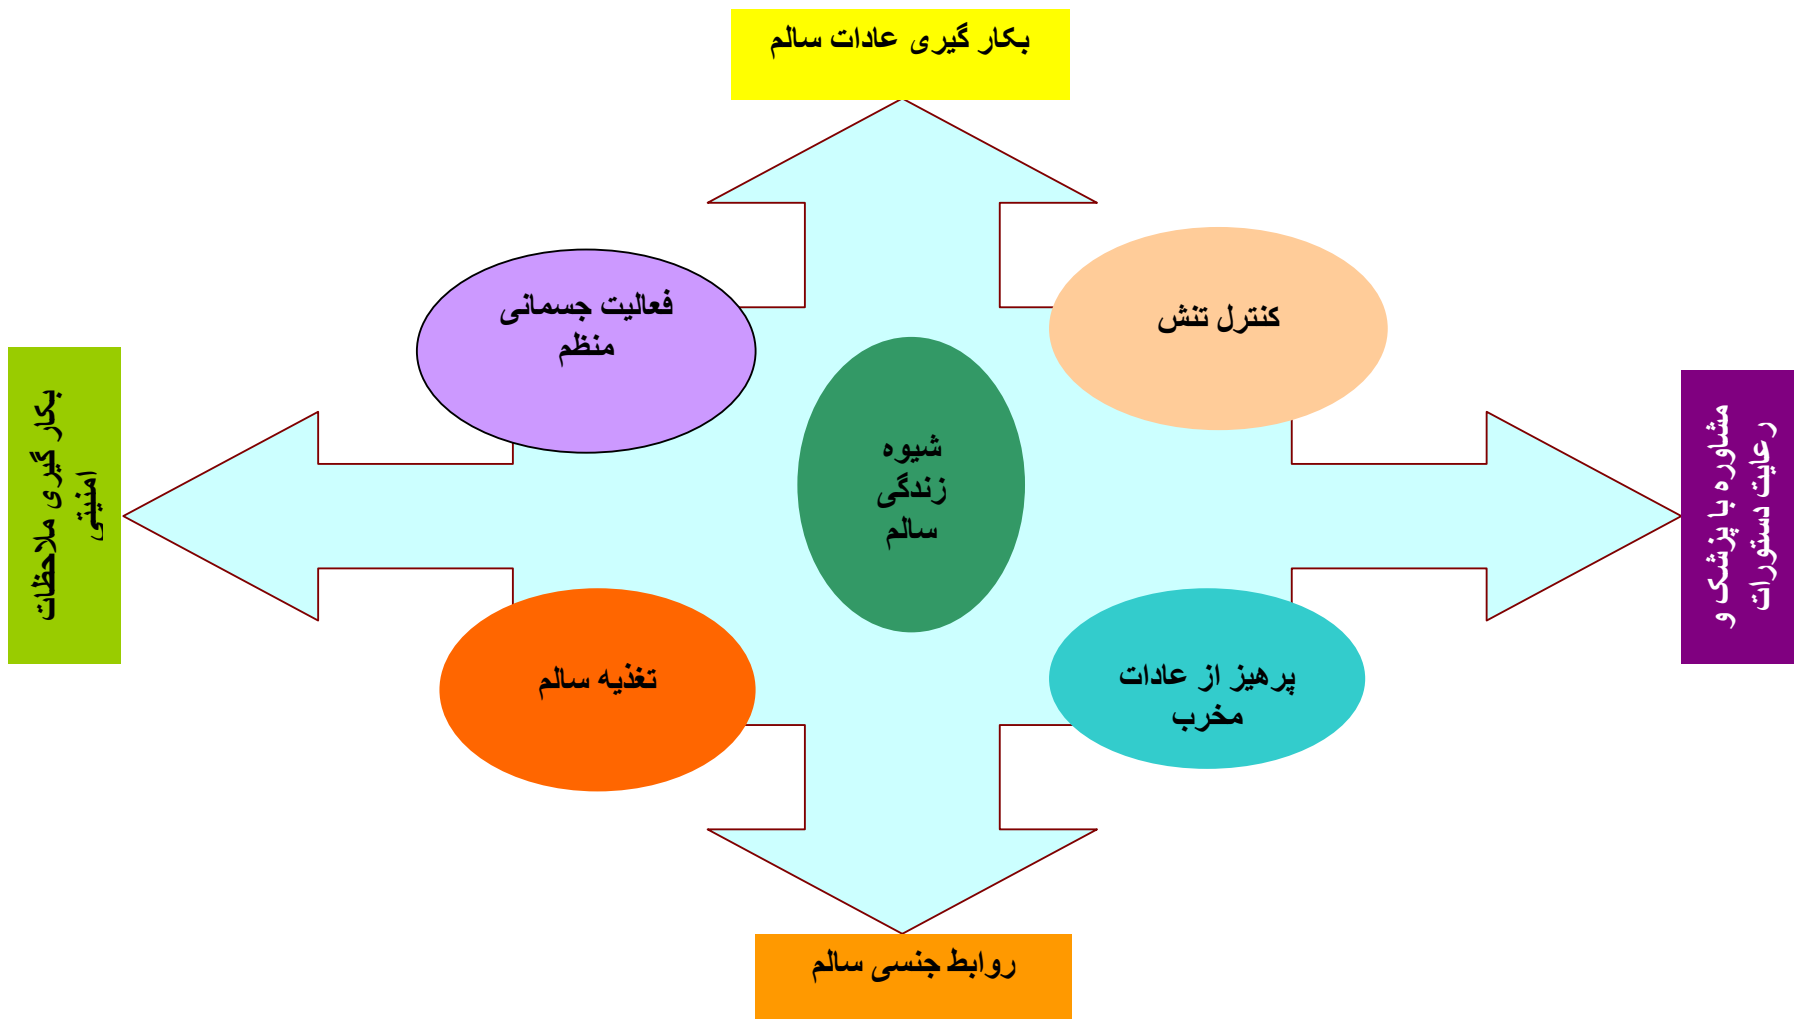 بکار گیری عادات سالم
کنترل تنش
فعالیت جسمانی
منظم
مشاوره با پزشک و
رعایت دستورات
شیوه
زندگی
سالم
بکار گیری ملاحظات
امنیتی
پرهیز از عادات
مخرب
تغذیه سالم
روابط جنسی سالم